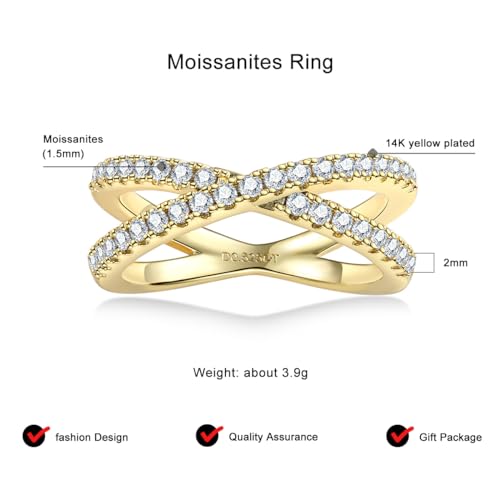 Moissanites Ring
Moissanites
(1.5mm)
14K yellow plated
2mm
Weight: about 3.9g
fashion Design
Quality Assurance
Gift Package